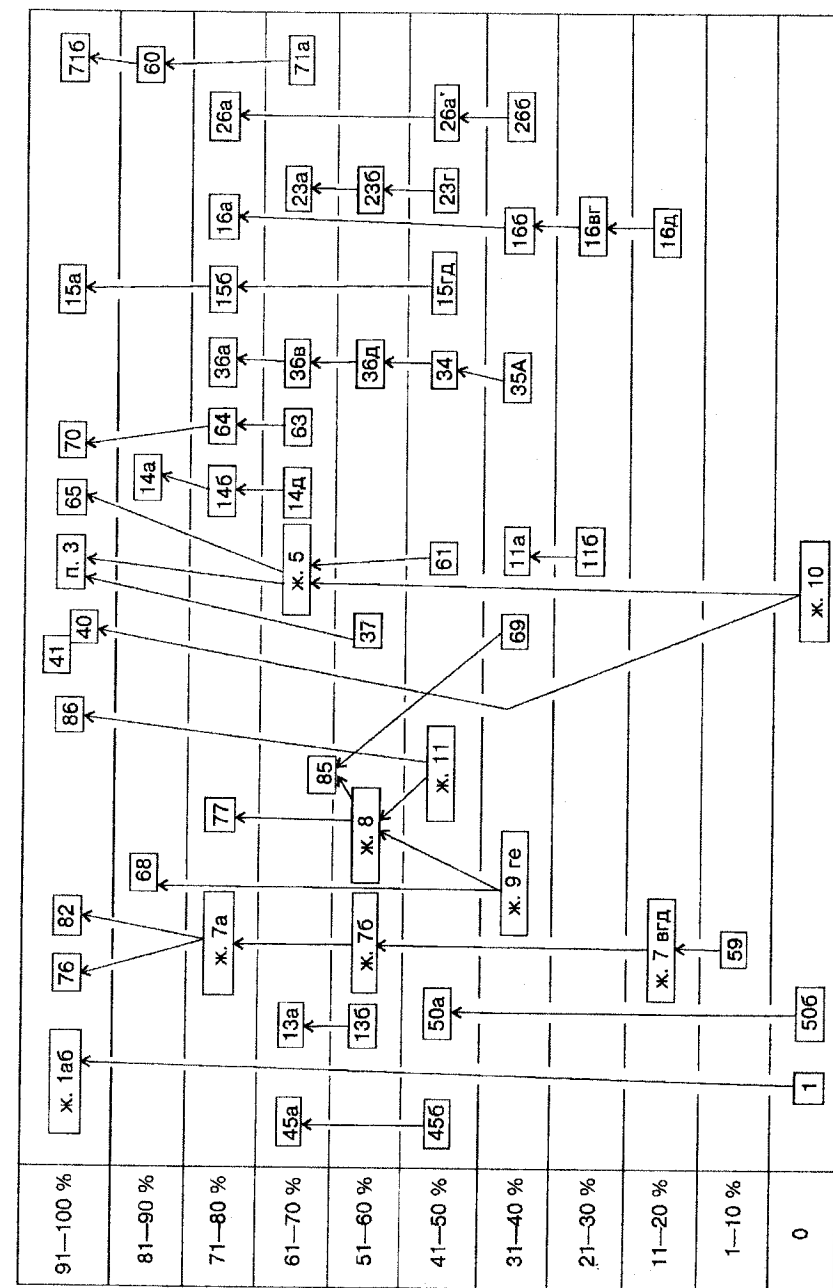 91—100 %
ж. 1аб
76
82
86
41
40
п. 3
65
70
15а
71б
81—90 %
68
14а
60
71—80 %
ж. 7а
77
14б
64
36а
15б
16а
26а
61—70 %
45а
13а
85
ж. 5
14д
63
36в
23а
71а
51—60 %
13б
ж. 7б
ж. 8
37
36д
23б
41—50 %
45б
50а
ж. 11
61
34
15гд
23г
26а*
31—40 %
ж. 9 ге
69
11а
35А
16б
26б
21—30 %
11б
16вг
11—20 %
ж. 7 вгд
16д
1—10 %
59
0
1
50б
ж. 10